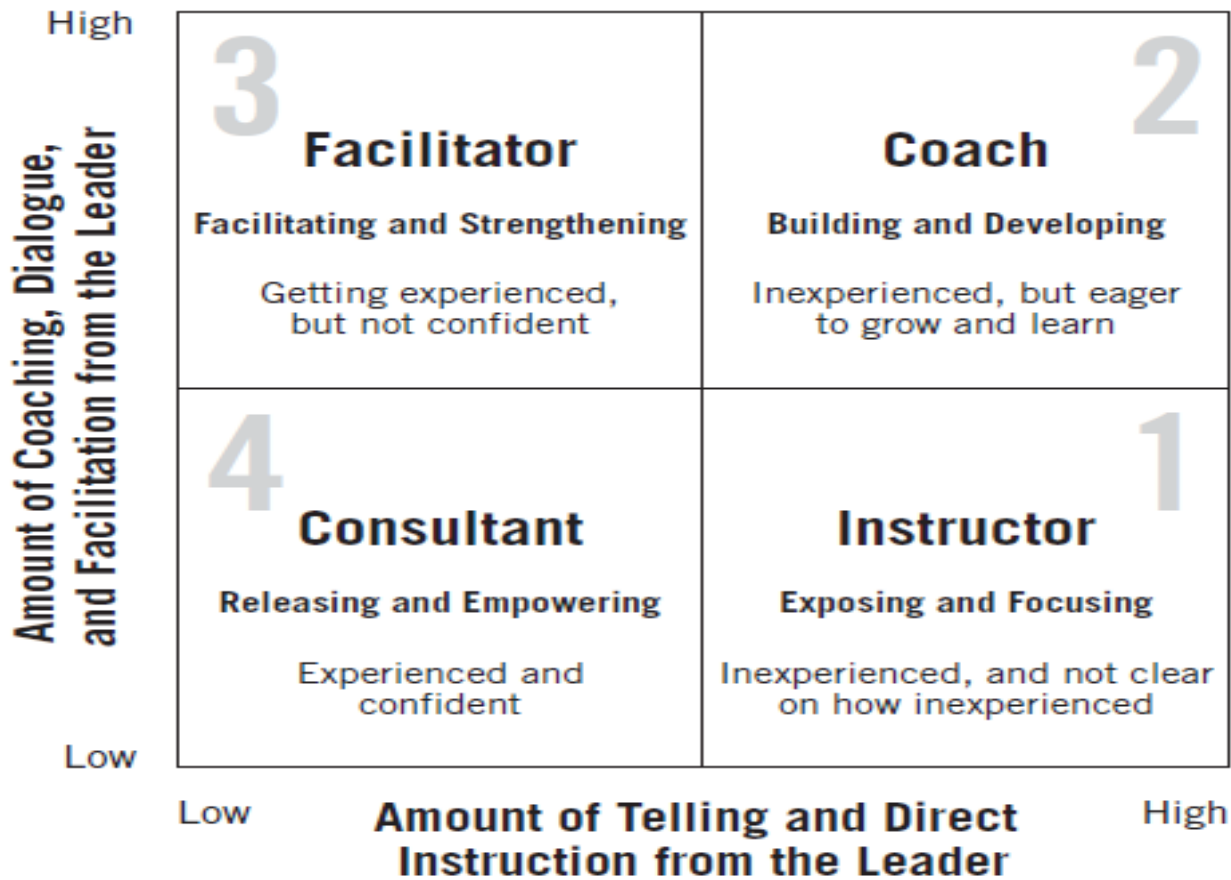 High
Amount of Coaching, Dialogue,
and Facilitation from the Leader
3
Facilitator
Facilitating and Strengthening
Getting experienced,
but not confident
2
Coach
Building and Developing
Inexperienced, but eager
to grow and learn
4
Consultant
Releasing and Empowering
Experienced and
confident
1
Instructor
Exposing and Focusing
Inexperienced, and not clear
on how inexperienced
Low
Low
Amount of Telling and Direct
Instruction from the Leader
High